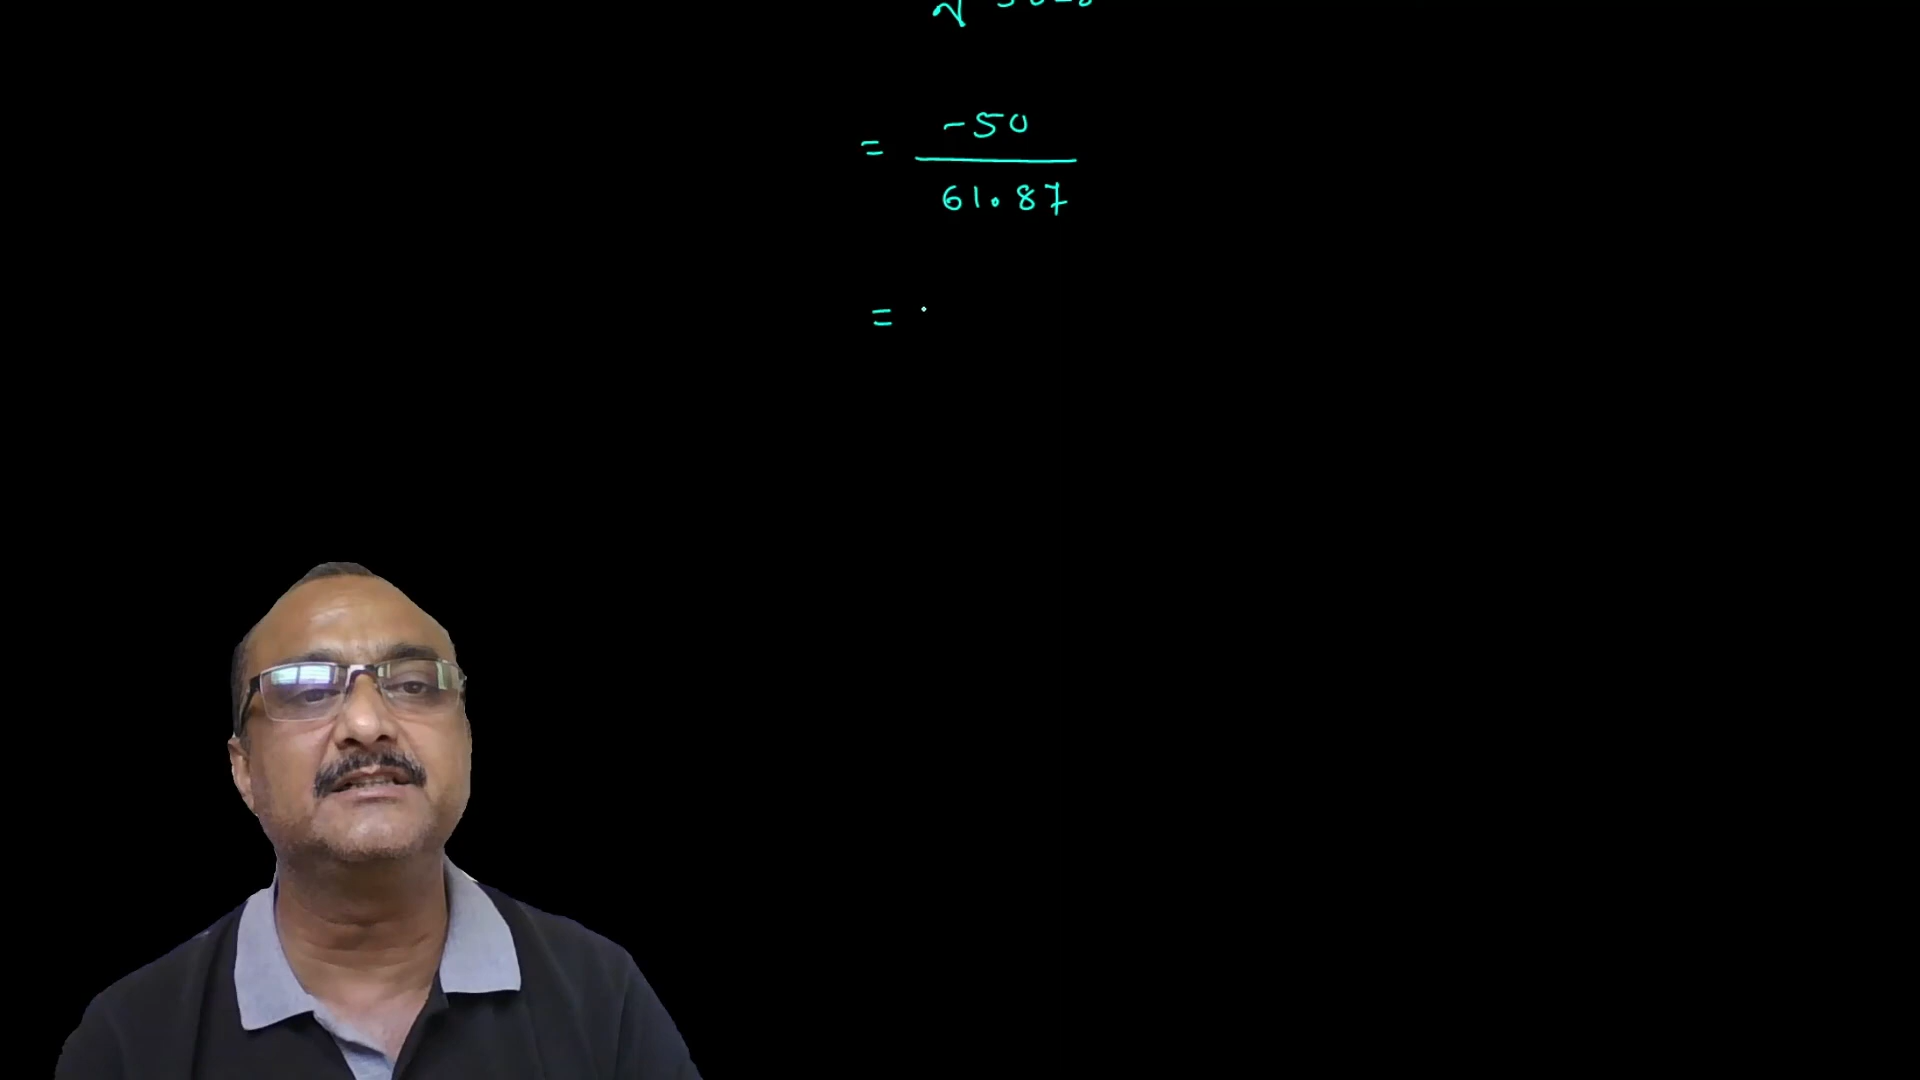 = -50
61.87
=